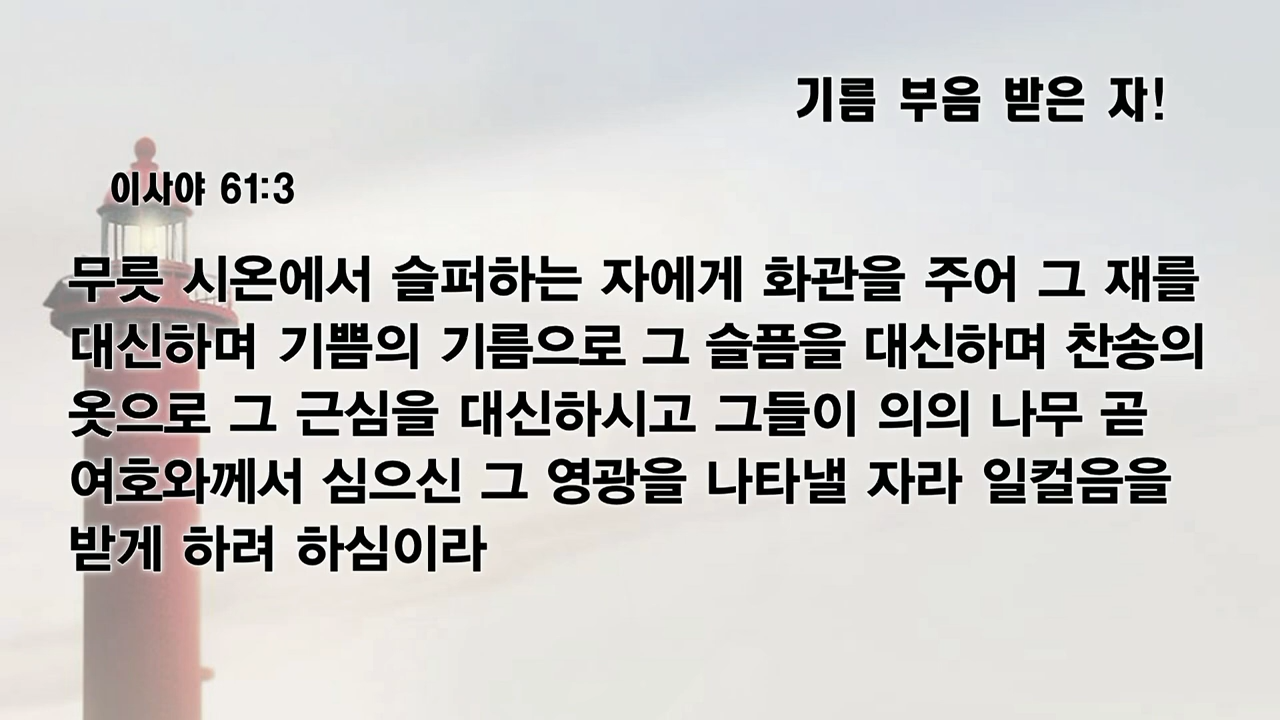 기름 부음 받은 자!
이사야 61:3
무릇 시온에서 슬퍼하는 자에게 화관을 주어 그 재를
대신하며 기쁨의 기름으로 그 슬픔을 대신하며 찬송의
옷으로 그 근심을 대신하시고 그들이 의의 나무 곧
여호와께서 심으신 그 영광을 나타낼 자라 일컬음을
받게 하려 하심이라